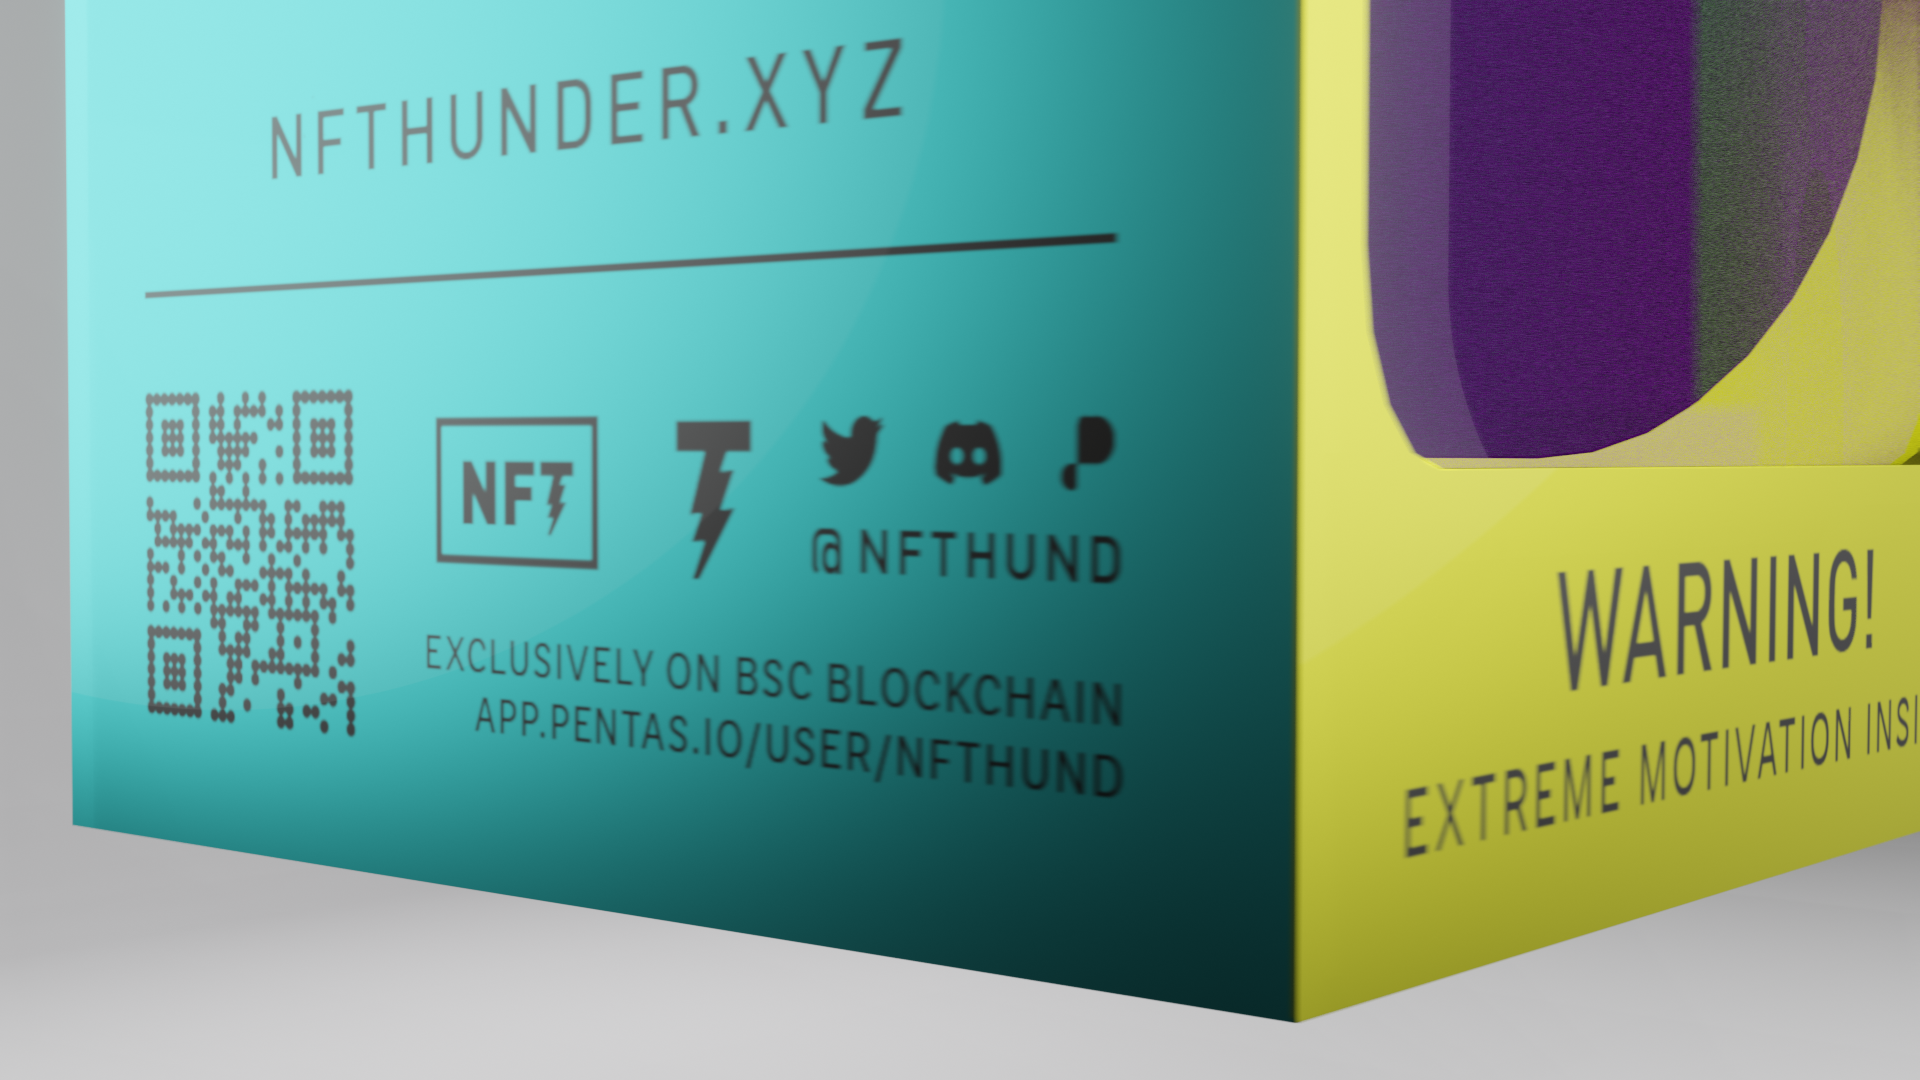 NFTHUNDER.XYZ
NFT
@NFTHUND
EXCLUSIVELY ON BSC BLOCKCHAIN
APP.PENTAS.IO/USER/NFTHUND
WARNING!
EXTREME MOTIVATION INSI